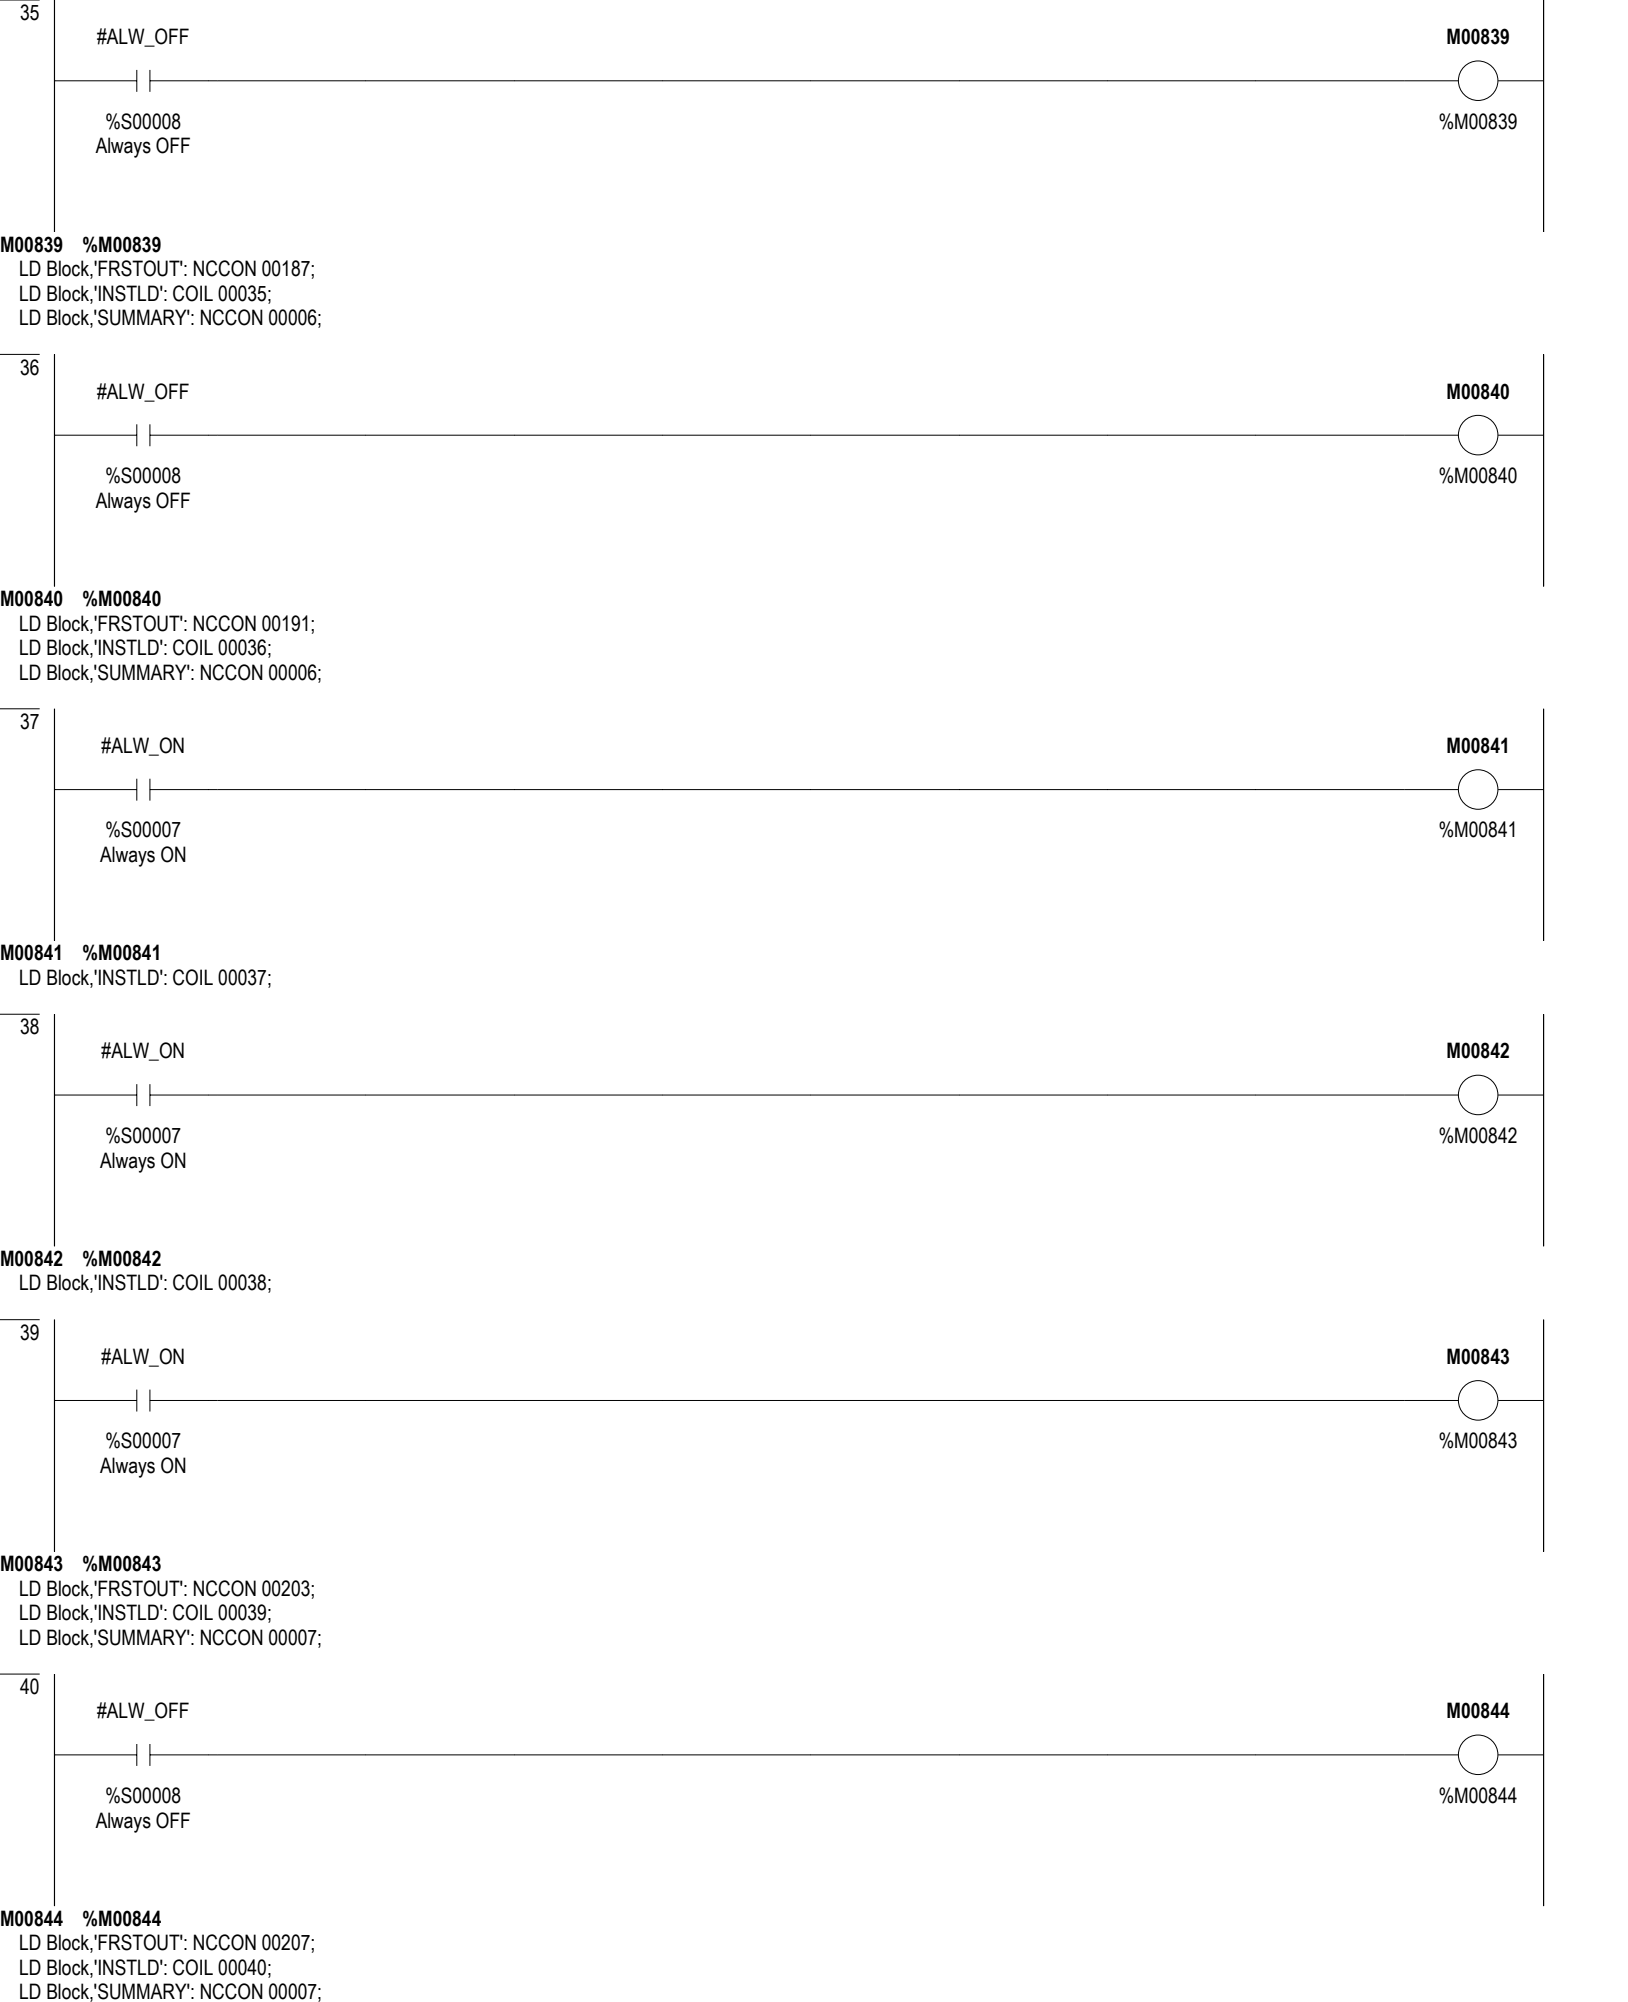 35
#ALW_OFF M00839
%S00008 %M00839
Always OFF
M00839 %M00839
LD Block,'FRSTOUT': NCCON 00187;
LD Block,'INSTLD': COIL 00035;
LD Block,'SUMMARY': NCCON 00006;
36
#ALW_OFF M00840
%S00008 %M00840
Always OFF
M00840 %M00840
LD Block,'FRSTOUT': NCCON 00191;
LD Block,'INSTLD': COIL 00036;
LD Block,'SUMMARY': NCCON 00006;
37
#ALW_ON M00841
%S00007 %M00841
Always ON
M00841 %M00841
LD Block,'INSTLD': COIL 00037;
38
#ALW_ON M00842
%S00007 %M00842
Always ON
M00842 %M00842
LD Block,'INSTLD': COIL 00038;
39
#ALW_ON M00843
%S00007 %M00843
Always ON
M00843 %M00843
LD Block,'FRSTOUT': NCCON 00203;
LD Block,'INSTLD': COIL 00039;
LD Block,'SUMMARY': NCCON 00007;
40
#ALW_OFF M00844
%S00008 %M00844
Always OFF
M00844 %M00844
LD Block,'FRSTOUT': NCCON 00207;
LD Block,'INSTLD': COIL 00040;
LD Block,'SUMMARY': NCCON 00007;